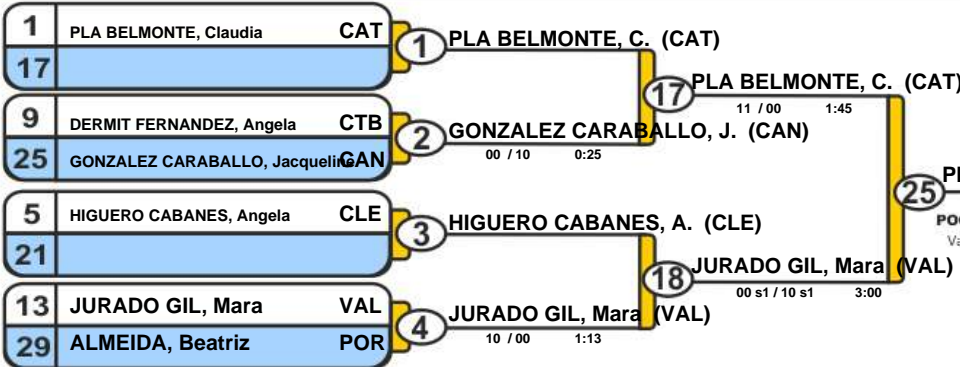 1 PLA BELMONTE, Claudia CAT
17
1 PLA BELMONTE, C. (CAT)
17 PLA BELMONTE, C. (CAT)
11 / 00 1:45
9 DERMIT FERNANDEZ, Angela CTB
25 GONZALEZ CARABALLO, Jacqueline CAN
2 GONZALEZ CARABALLO, J. (CAN)
00 / 10 0:25
25
5 HIGUERO CABANES, Angela CLE
21
3 HIGUERO CABANES, A. (CLE)
18 JURADO GIL, Mara (VAL)
00 s1 / 10 s1 3:00
13 JURADO GIL, Mara VAL
29 ALMEIDA, Beatriz POR
4 JURADO GIL, Mara (VAL)
10 / 00 1:13